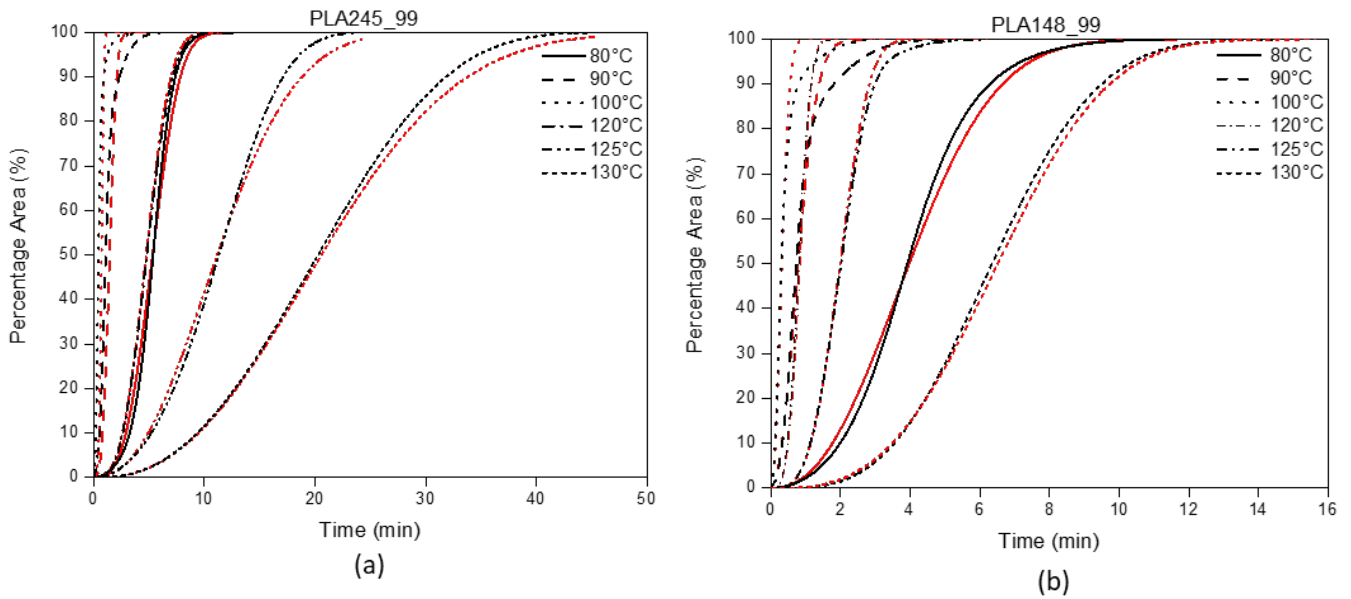 PLA245_99
100
90
80
70
60
50
40
30
20
10
0
Percentage Area (%)
80°C
90°C
100°C
120°C
125°C
130°C
0 10 20 30 40 50
Time (min)
(a)
PLA148_99
100
90
80
70
60
50
40
30
20
10
0
Percentage Area (%)
80°C
90°C
100°C
120°C
125°C
130°C
0 2 4 6 8 10 12 14 16
Time (min)
(b)